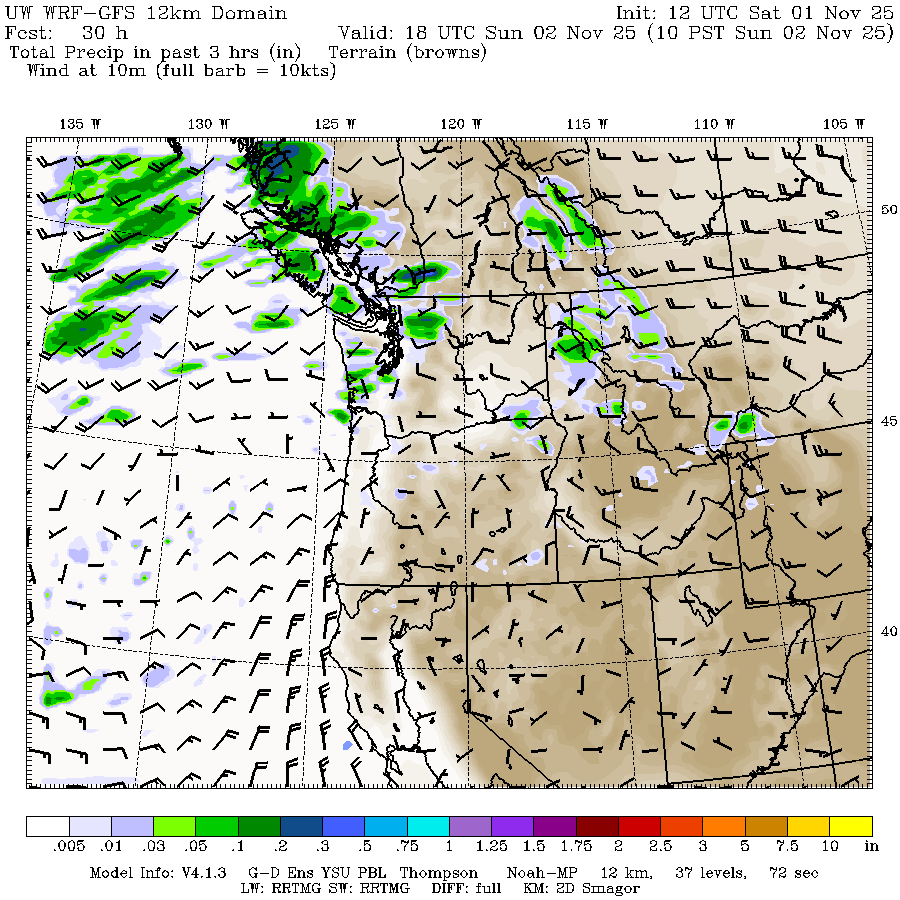 UW WRF-GFS 12km Domain Init: 12 UTC Sat 01 Nov 25
Fcst: 30 h Valid: 18 UTC Sun 02 Nov 25 (10 PST Sun 02 Nov 25)
Total Precip in past 3 hrs (in) Terrain (browns)
Wind at 10m (full barb = 10kts)
135 W 130 W 125 W 120 W 115 W 110 W 105 W
50
45
40
.005 .01 .03 .05 .1 .2 .3 .5 .75 1 1.25 1.5 1.75 2 2.5 3 5 7.5 10 in
Model Info: V4.1.3 G-D Ens YSU PBL Thompson Noah-MP 12 km, 37 levels, 72 sec
LW: RRTMG SW: RRTMG DIFF: full KM: 2D Smagor